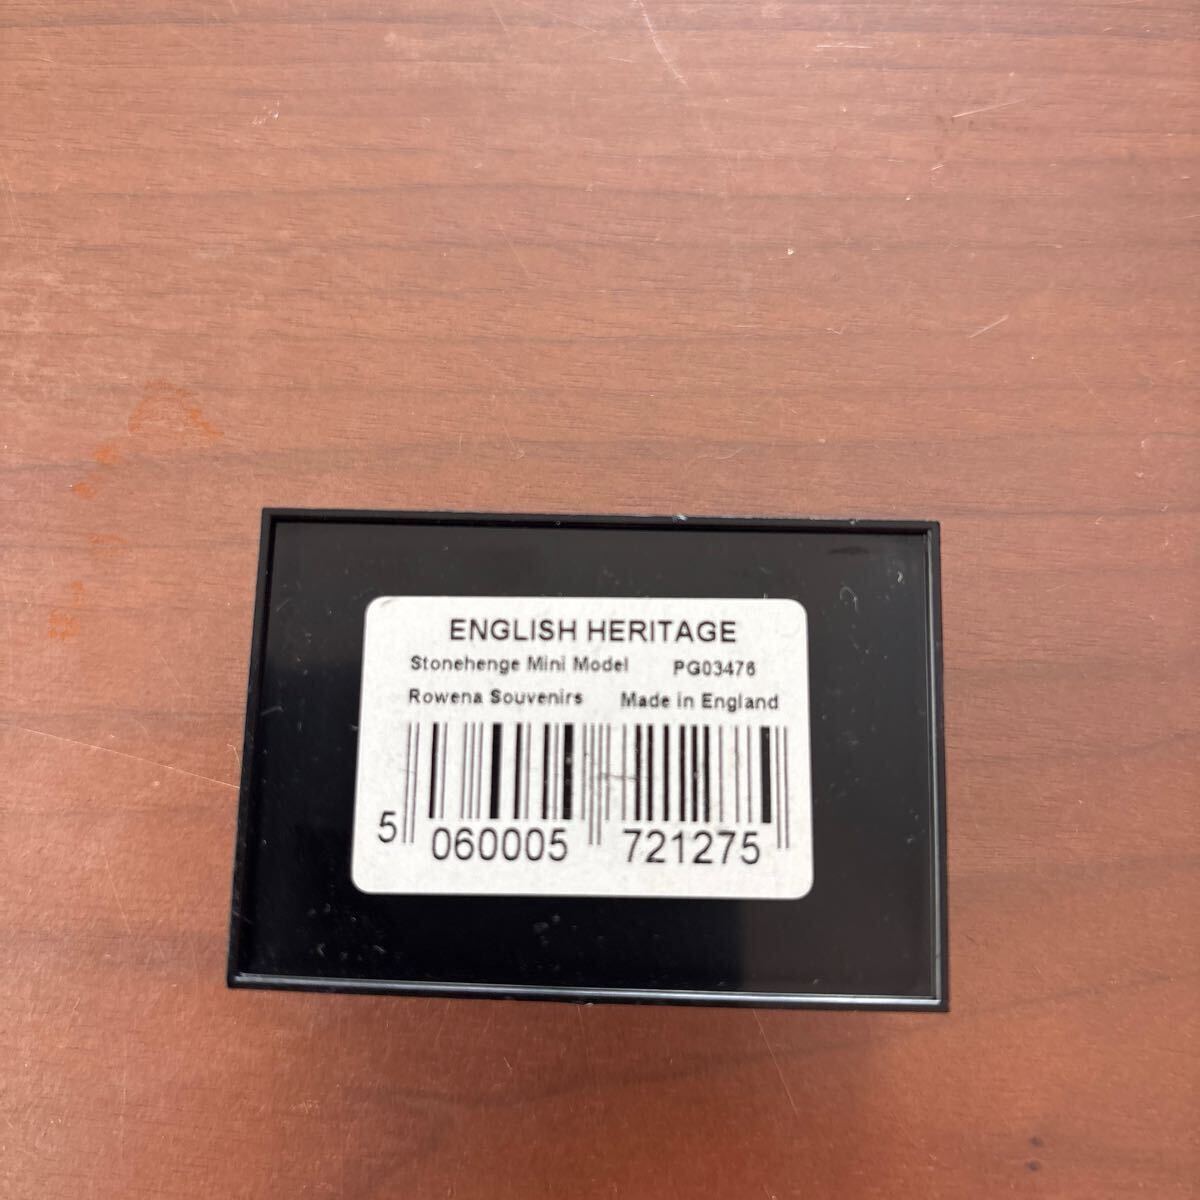 ENGLISH HERITAGE
Stonehenge Mini Model PG03476
Rowena Souvenirs Made in England
5 060005 721275